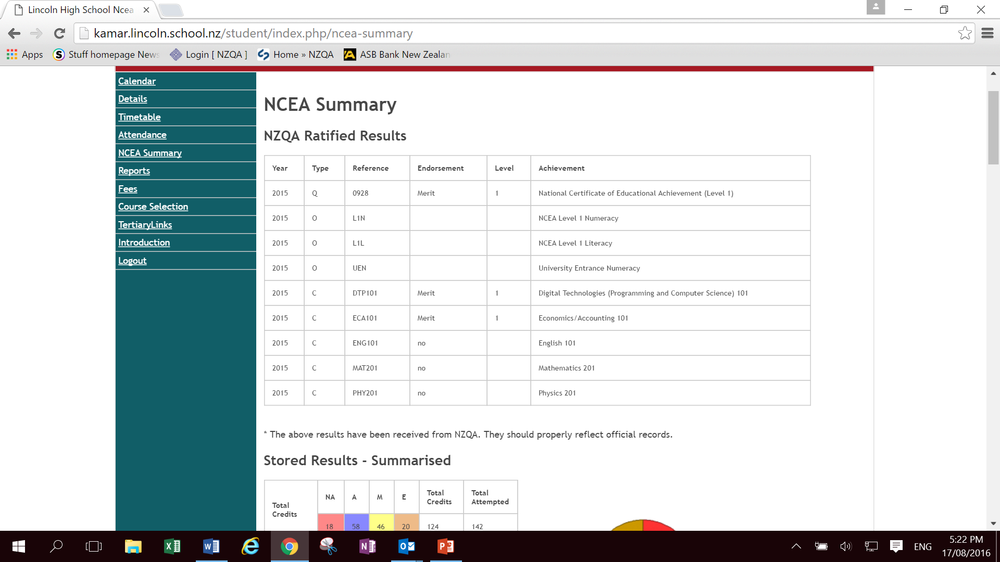 Lincoln High School Ncea
kamar.lincoln.school.nz/student/index.php/ncea-summary
Apps Stuff homepage News Login [ NZQA ] Home » NZQA ASB Bank New Zealan
Calendar
Details
Timetable
Attendance
NCEA Summary
Reports
Fees
Course Selection
TertiaryLinks
Introduction
Logout
NCEA Summary
NZQA Ratified Results
Year Type Reference Endorsement Level Achievement
2015 Q 0928 Merit 1 National Certificate of Educational Achievement (Level 1)
2015 O L1N NCEA Level 1 Numeracy
2015 O L1L NCEA Level 1 Literacy
2015 O UEN University Entrance Numeracy
2015 C DTP101 Merit 1 Digital Technologies (Programming and Computer Science) 101
2015 C ECA101 Merit 1 Economics/Accounting 101
2015 C ENG101 no English 101
2015 C MAT201 no Mathematics 201
2015 C PHY201 no Physics 201
* The above results have been received from NZQA. They should properly reflect official records.
Stored Results - Summarised
Total Credits NA A M E Total Credits Total Attempted
18 58 46 20 124 142
ENG
5:22 PM
17/08/2016